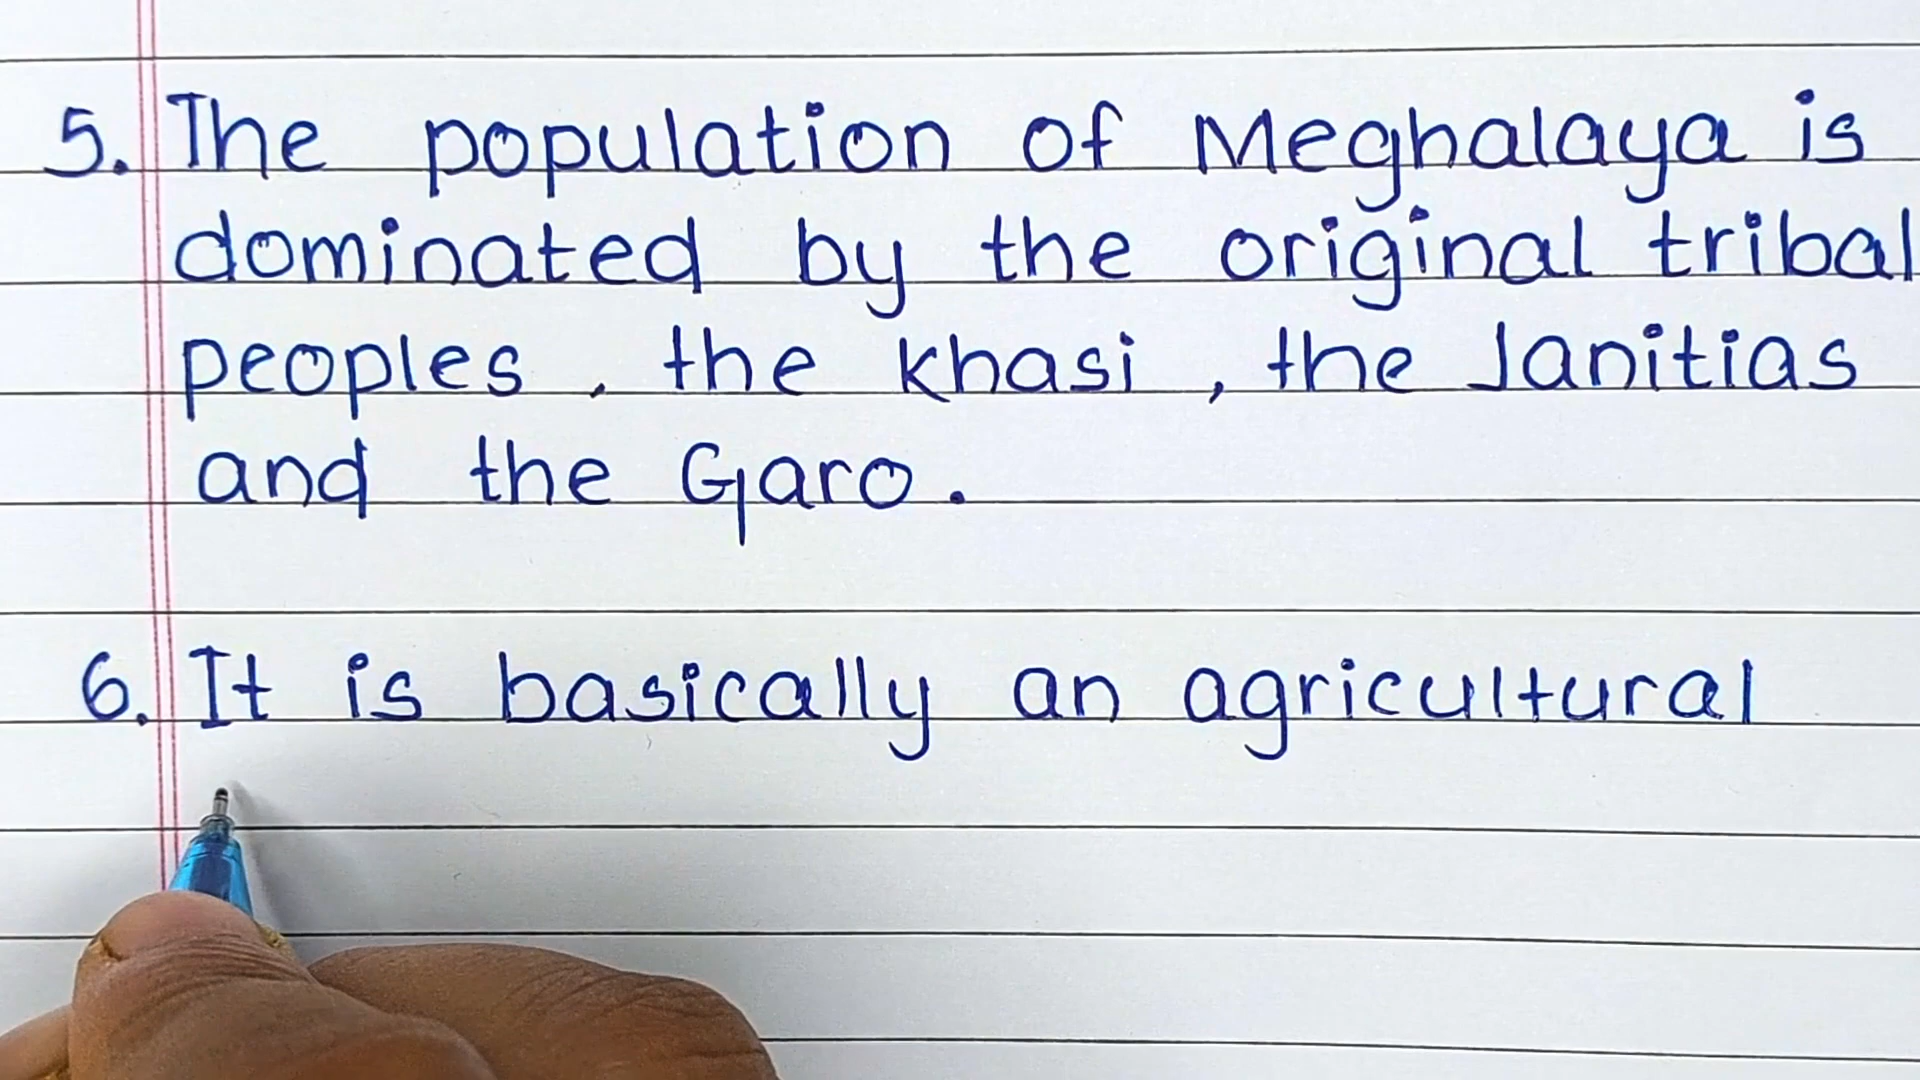 5. The population of Meghalaya is
dominated by the original tribal
peoples , the khasi , the Janitias
and the Garo .
6. It is basically an agricultural